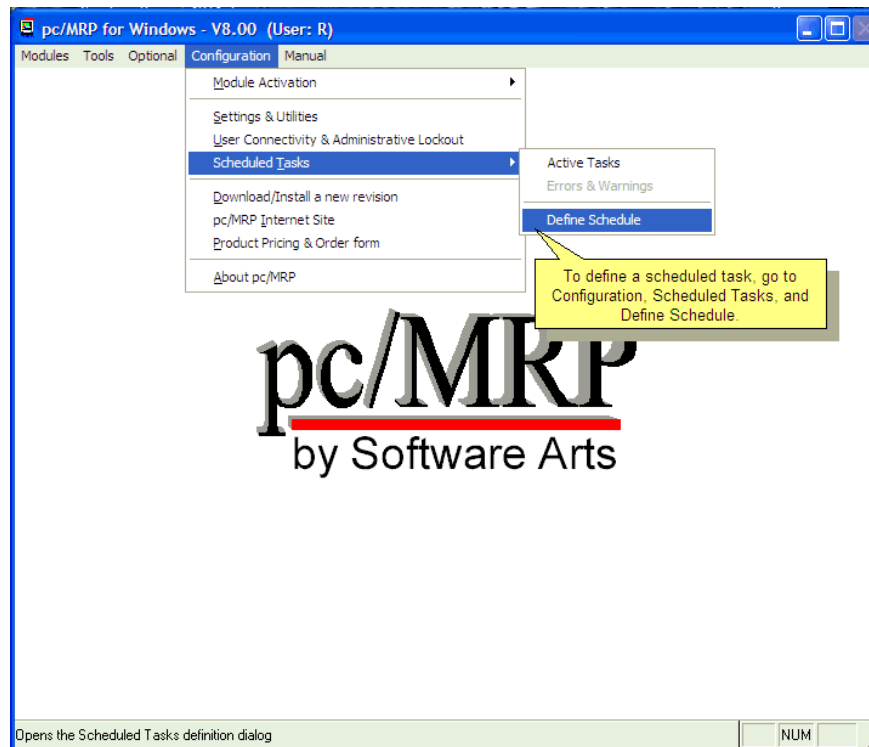 pc/MRP for Windows - V8.00 (User: R)
Modules Tools Optional Configuration Manual
Module Activation
Settings & Utilities
User Connectivity & Administrative Lockout
Scheduled Tasks
Active Tasks
Errors & Warnings
Download/Install a new revision
pc/MRP Internet Site
Define Schedule
Product Pricing & Order form
About pc/MRP
To define a scheduled task, go to
Configuration, Scheduled Tasks, and
Define Schedule.
pc/MRP
by Software Arts
Opens the Scheduled Tasks definition dialog
NUM